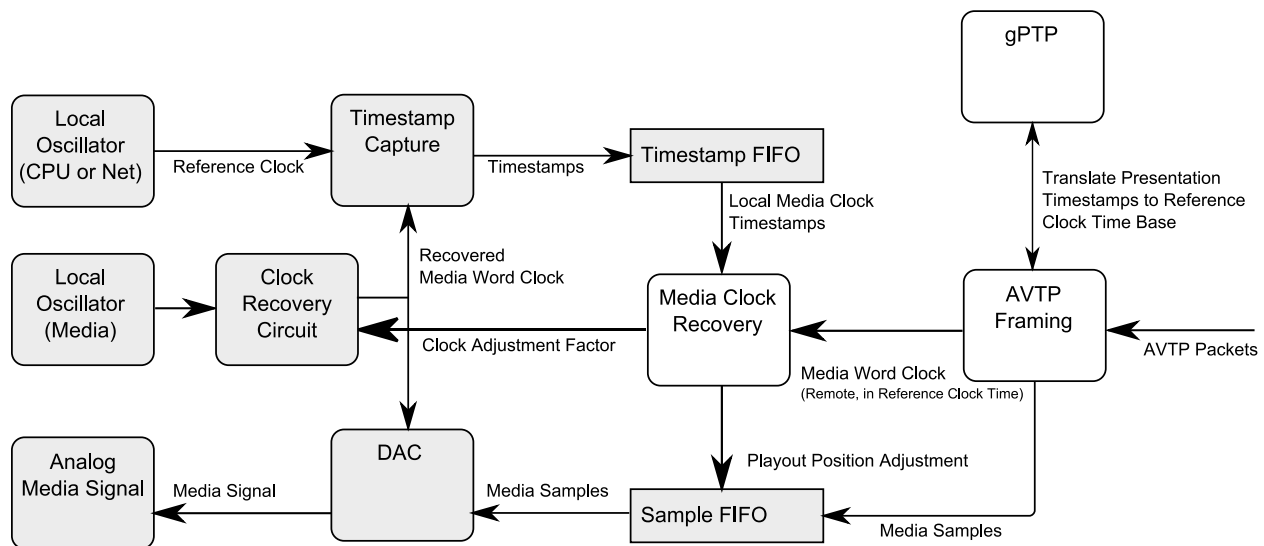 gPTP
Local
Oscillator
(CPU or Net)
Reference Clock
Timestamp
Capture
Timestamps
Timestamp FIFO
Translate Presentation
Timestamps to Reference
Clock Time Base
Local Media Clock
Timestamps
Local
Oscillator
(Media)
Clock
Recovery
Circuit
Recovered
Media Word Clock
Clock Adjustment Factor
Media Clock
Recovery
AVTP
Framing
AVTP Packets
Media Word Clock
(Remote, in Reference Clock Time)
Playout Position Adjustment
Analog
Media Signal
Media Signal
DAC
Media Samples
Sample FIFO
Media Samples